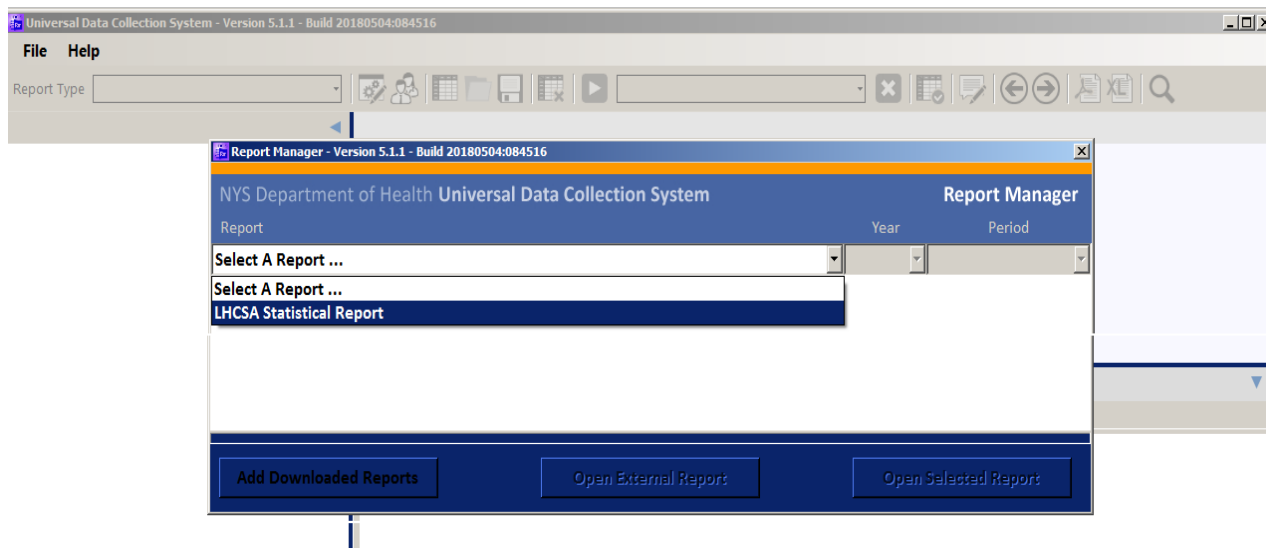 Universal Data Collection System - Version 5.1.1 - Build 20180504:084516
File Help
Report Type
XL
Report Manager - Version 5.1.1 - Build 20180504:084516
NYS Department of Health Universal Data Collection System Report Manager
Report Year Period
Select A Report ...
Select A Report ...
LHCSA Statistical Report
Add Downloaded Reports Open External Report Open Selected Report